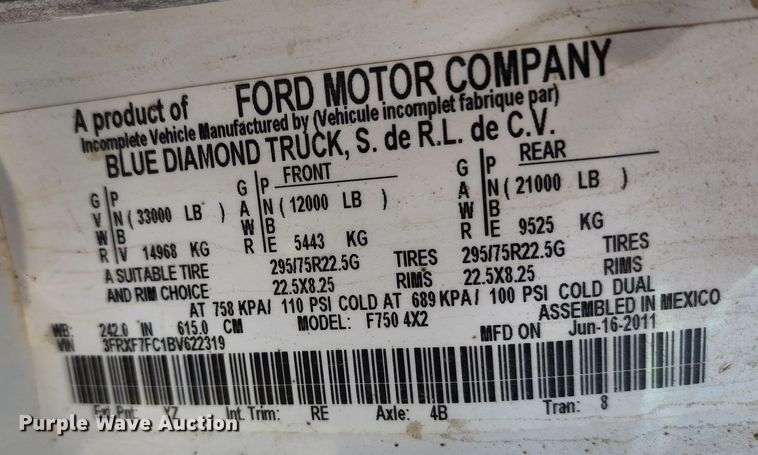 A product of FORD MOTOR COMPANY
Incomplete Vehicle Manufactured by (Vehicule incomplet fabrique par)
BLUE DIAMOND TRUCK, S. de R.L. de C.V.
FRONT REAR
G P G P G P
V N (33000 LB) A N (12000 LB) A N (21000 LB)
W B W B W B
R V 14968 KG R E 5443 KG R E 9525 KG
A SUITABLE TIRE 295/75R22.5G TIRES 295/75R22.5G TIRES
AND RIM CHOICE 22.5X8.25 RIMS 22.5X8.25 RIMS
AT 758 KPA/ 110 PSI COLD AT 689 KPA/ 100 PSI COLD DUAL
ASSEMBLED IN MEXICO
WB: 242.0 IN 615.0 CM MODEL: F750 4X2 MFD ON Jun-16-2011
VIN 3FRXF7FC1BV622319
Ext Pnt: YZ Int. Trim: RE Axle: 4B Tran: 8
Purple Wave Auction